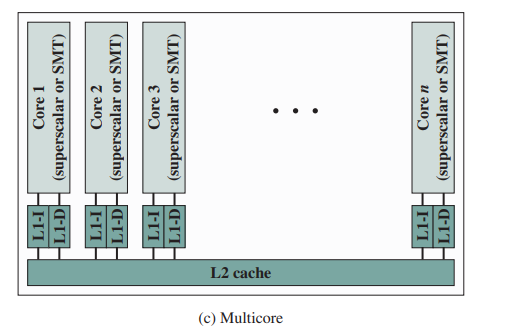 Core 1
(superscalar or SMT)
Core 2
(superscalar or SMT)
Core 3
(superscalar or SMT)
• • •
Core n
(superscalar or SMT)
L1-I
L1-D
L1-I
L1-D
L1-I
L1-D
L1-I
L1-D
L2 cache
(c) Multicore